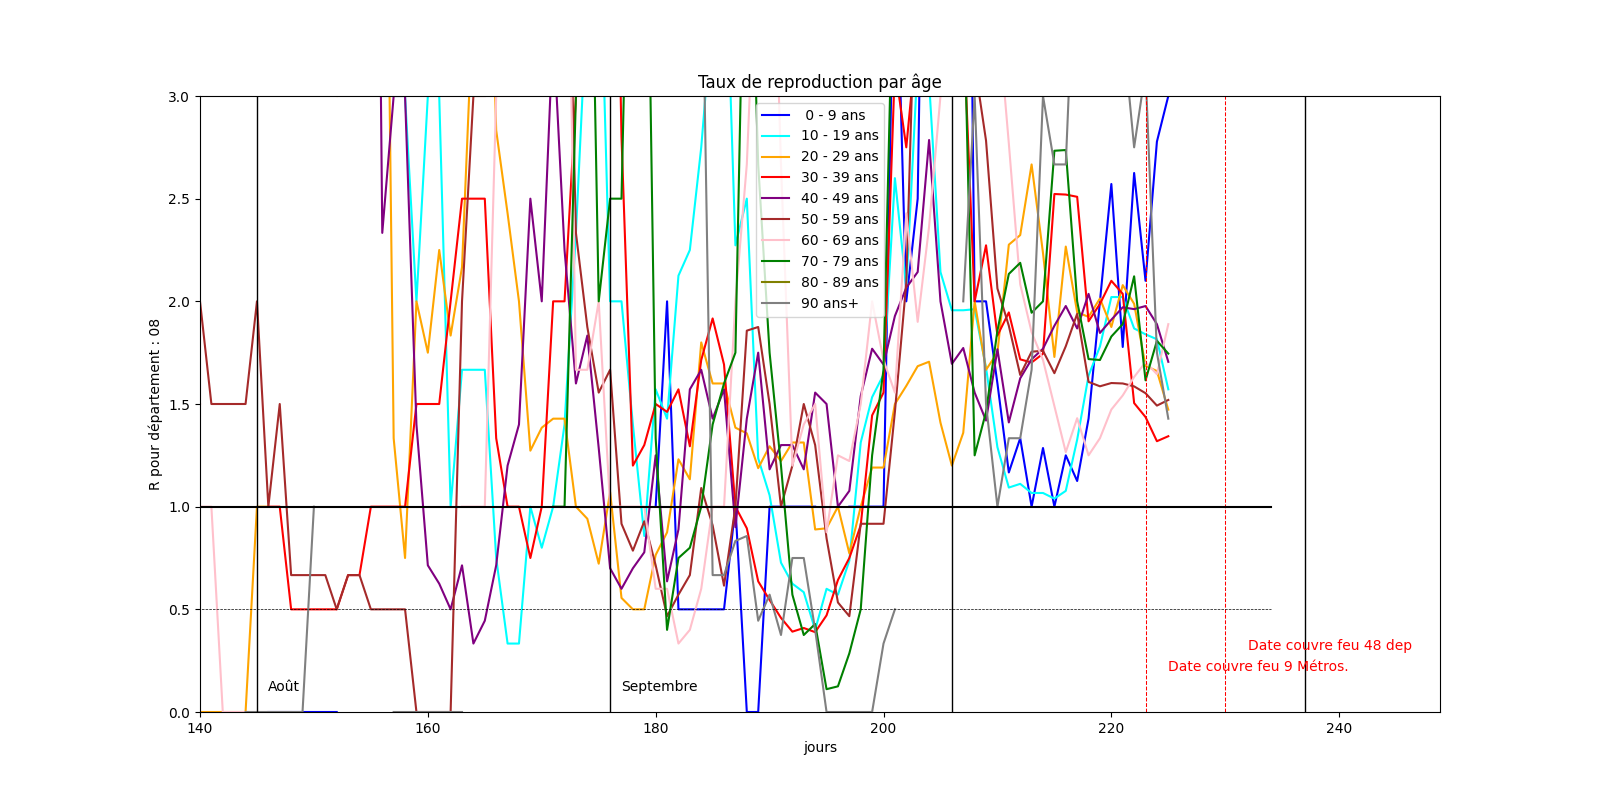 Taux de reproduction par âge
3.0
2.5
2.0
1.5
1.0
0.5
0.0
R pour département : 08
0 - 9 ans
10 - 19 ans
20 - 29 ans
30 - 39 ans
40 - 49 ans
50 - 59 ans
60 - 69 ans
70 - 79 ans
80 - 89 ans
90 ans+
Date couvre feu 48 dep
Date couvre feu 9 Métros.
Août
Septembre
140
160
180
200
220
240
jours